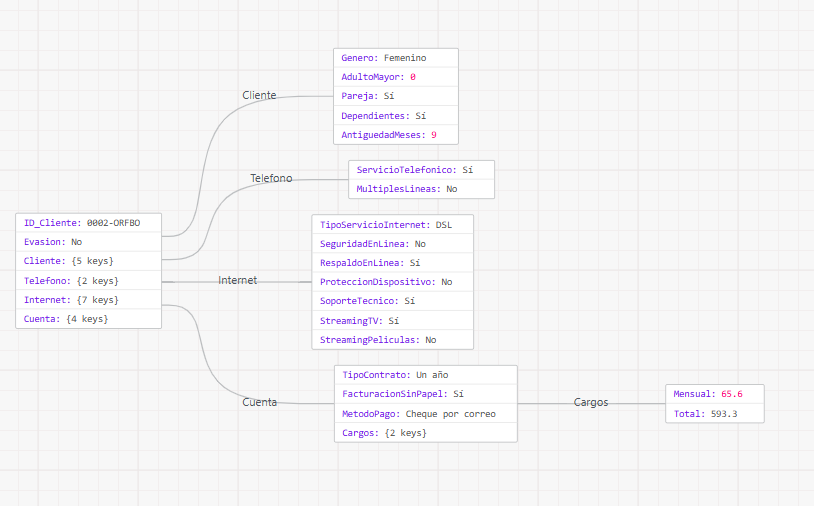 ID_Cliente: 0002-ORFBO
Evasion: No
Cliente: {5 keys}
Telefono: {2 keys}
Internet: {7 keys}
Cuenta: {4 keys}
Cliente
Genero: Femenino
AdultoMayor: 0
Pareja: Sí
Dependientes: Sí
AntiguedadMeses: 9
Telefono
ServicioTelefonico: Sí
MultiplesLineas: No
Internet
TipoServicioInternet: DSL
SeguridadEnLinea: No
RespaldoEnLinea: Sí
ProteccionDispositivo: No
SoporteTecnico: Sí
StreamingTV: Sí
StreamingPeliculas: No
Cuenta
TipoContrato: Un año
FacturacionSinPapel: Sí
MetodoPago: Cheque por correo
Cargos: {2 keys}
Cargos
Mensual: 65.6
Total: 593.3